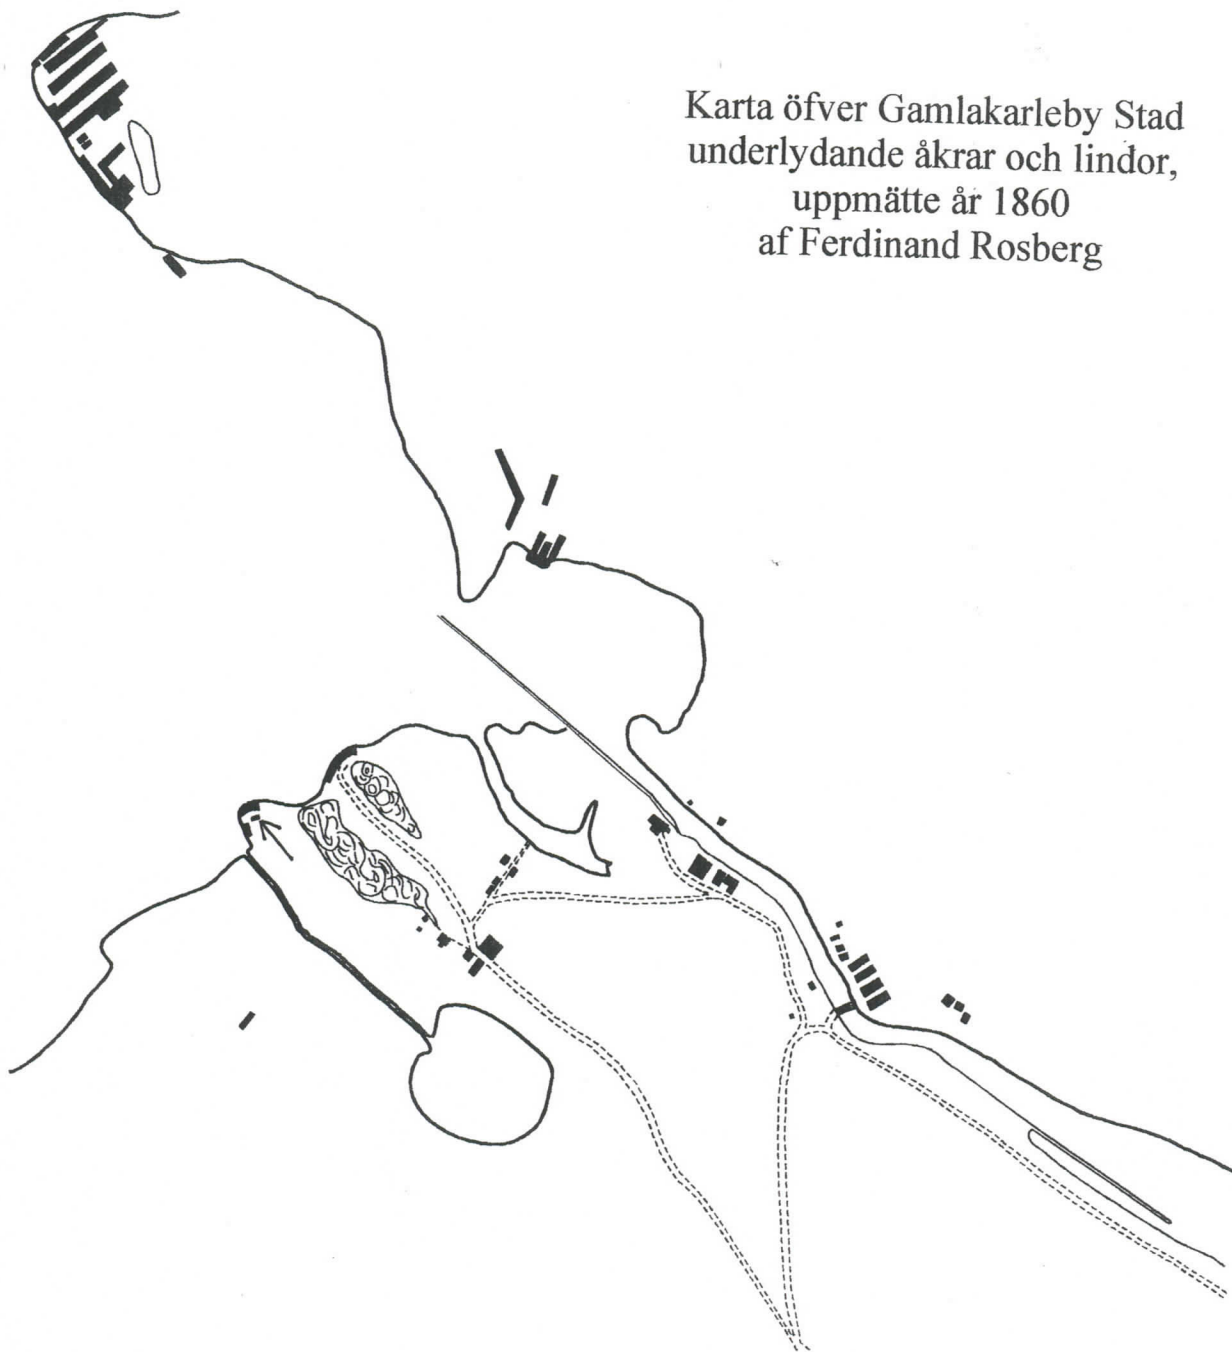 Karta öfver Gamlakarleby Stad
underlydande åkrar och lindor,
uppmätte år 1860
af Ferdinand Rosberg